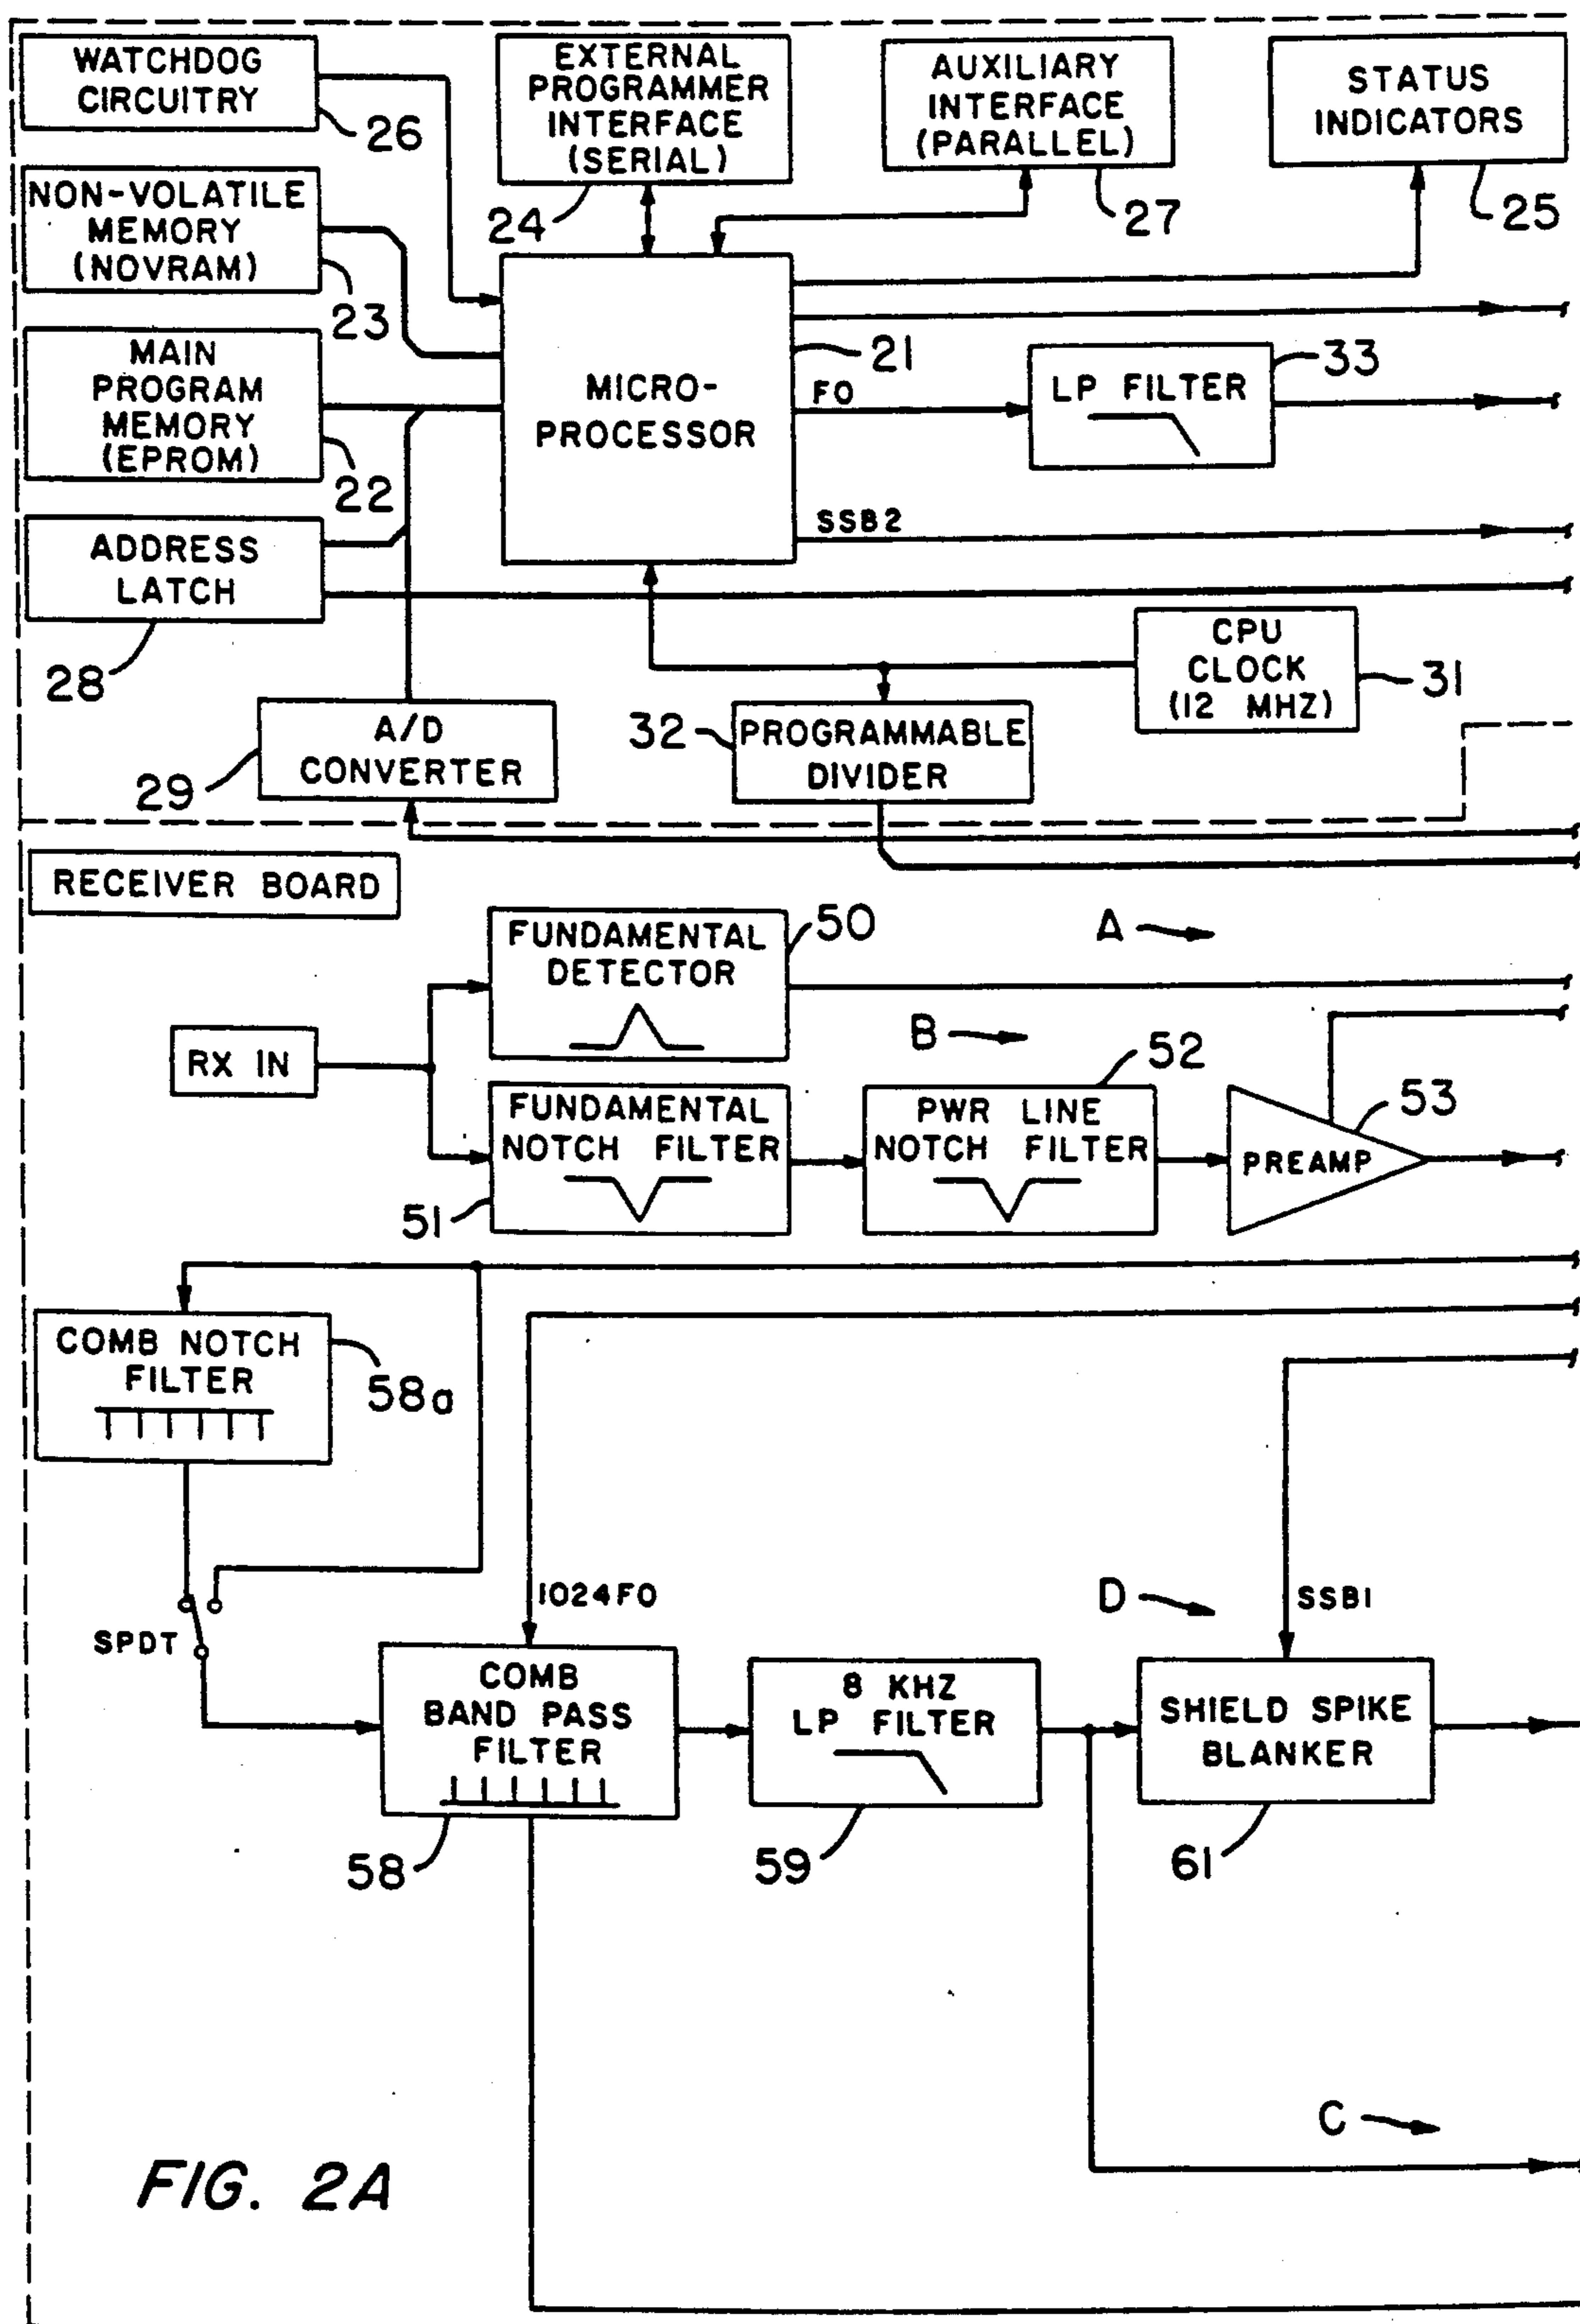 WATCHDOG
CIRCUITRY
26
EXTERNAL
PROGRAMMER
INTERFACE
(SERIAL)
24
AUXILIARY
INTERFACE
(PARALLEL)
27
STATUS
INDICATORS
25
NON-VOLATILE
MEMORY
(NOVRAM)
23
MAIN
PROGRAM
MEMORY
(EPROM)
22
MICRO-
PROCESSOR
21
FO
LP FILTER
33
SSB2
ADDRESS
LATCH
28
CPU
CLOCK
(12 MHZ)
31
A/D
CONVERTER
29
32
PROGRAMMABLE
DIVIDER
RECEIVER BOARD
FUNDAMENTAL
DETECTOR
50
A
B
RX IN
FUNDAMENTAL
NOTCH FILTER
51
PWR LINE
NOTCH FILTER
52
PREAMP
53
COMB NOTCH
FILTER
58a
SPDT
1024FO
D
SSB1
COMB
BAND PASS
FILTER
58
8 KHZ
LP FILTER
59
SHIELD SPIKE
BLANKER
61
C
FIG. 2A